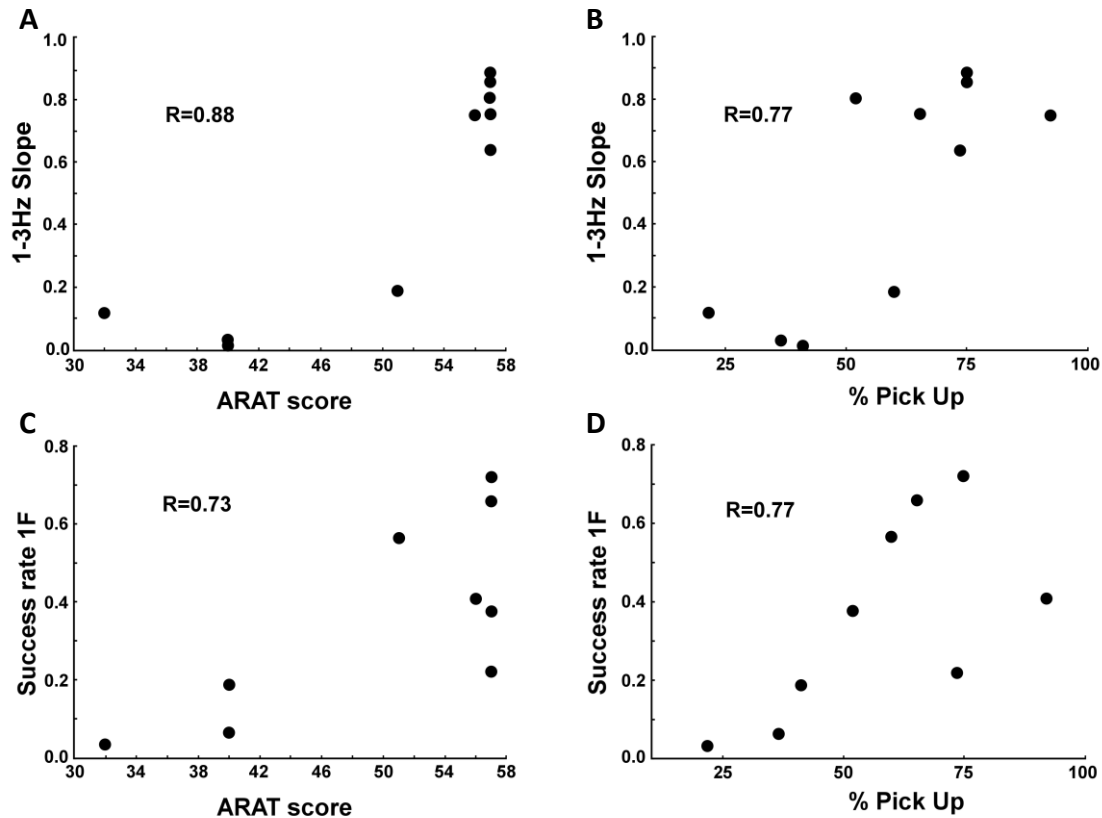 A
1-3Hz Slope
1.0
0.8
0.6
0.4
0.2
0.0
R=0.88
30 34 38 42 46 50 54 58
ARAT score
B
1-3Hz Slope
1.0
0.8
0.6
0.4
0.2
0.0
R=0.77
25 50 75 100
% Pick Up
C
Success rate 1F
0.8
0.6
0.4
0.2
0.0
R=0.73
30 34 38 42 46 50 54 58
ARAT score
D
Success rate 1F
0.8
0.6
0.4
0.2
0.0
R=0.77
25 50 75 100
% Pick Up